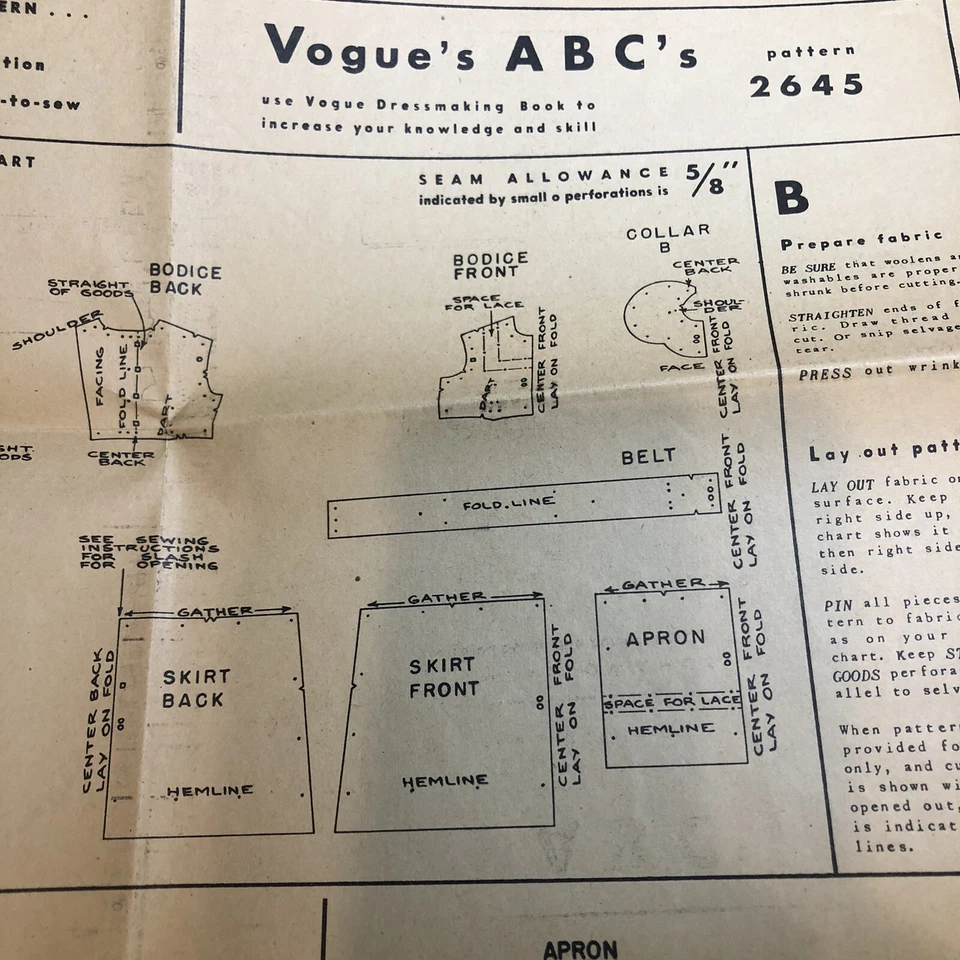 ERN . . .
tion
-to-sew
ART
Vogue's ABC's
use Vogue Dressmaking Book to
increase your knowledge and skill
pattern
2645
SEAM ALLOWANCE 5/8"
indicated by small o perforations is
BODICE
BACK
STRAIGHT
OF GOODS
SHOULDER
FACING
FOLD LINE
DART
CENTER
BACK
HT
ODS
BODICE
FRONT
SPACE
FOR LACE
DART
CENTER FRONT
LAY ON FOLD
COLLAR
B
CENTER
BACK
SHOUL-
DER
FACE
CENTER FRONT
LAY ON FOLD
BELT
FOLD.LINE
CENTER FRONT
LAY ON FOLD
SEE SEWING
INSTRUCTIONS
FOR SLASH
FOR OPENING
GATHER
SKIRT
BACK
HEMLINE
CENTER BACK
LAY ON FOLD
GATHER
SKIRT
FRONT
HEMLINE
CENTER FRONT
LAY ON FOLD
GATHER
APRON
SPACE FOR LACE
HEMLINE
CENTER FRONT
LAY ON FOLD
B
Prepare fabric
BE SURE that woolens a
washables are proper
shrunk before cutting.
STRAIGHTEN ends of f
ric. Draw thread
cut. Or snip selvage
tear.
PRESS out wrink
Lay out patt
LAY OUT fabric o
surface. Keep
right side up,
chart shows it
then right side
side.
PIN all pieces
tern to fabric
as on your
chart. Keep ST
GOODS perfora
allel to selv
When patter
provided fo
only, and cu
is shown wi
opened out,
is indicat
lines.
APRON